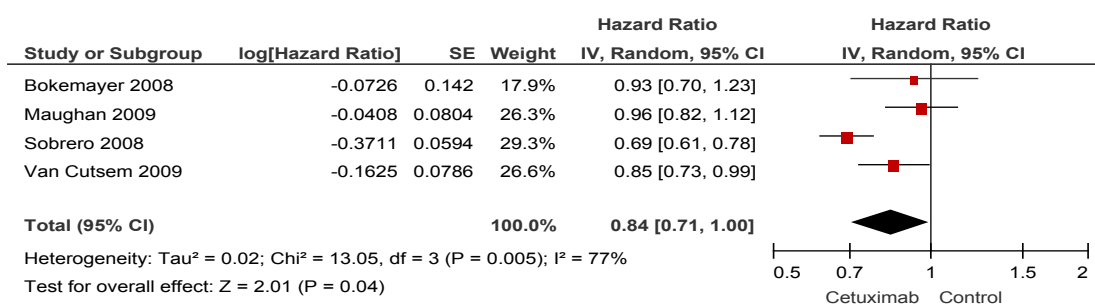 Hazard Ratio Hazard Ratio
Study or Subgroup log[Hazard Ratio] SE Weight IV, Random, 95% CI IV, Random, 95% CI
Bokemayer 2008 -0.0726 0.142 17.9% 0.93 [0.70, 1.23]
Maughan 2009 -0.0408 0.0804 26.3% 0.96 [0.82, 1.12]
Sobrero 2008 -0.3711 0.0594 29.3% 0.69 [0.61, 0.78]
Van Cutsem 2009 -0.1625 0.0786 26.6% 0.85 [0.73, 0.99]
Total (95% CI) 100.0% 0.84 [0.71, 1.00]
Heterogeneity: Tau² = 0.02; Chi² = 13.05, df = 3 (P = 0.005); I² = 77%
Test for overall effect: Z = 2.01 (P = 0.04)
0.5 0.7 1 1.5 2
Cetuximab Control